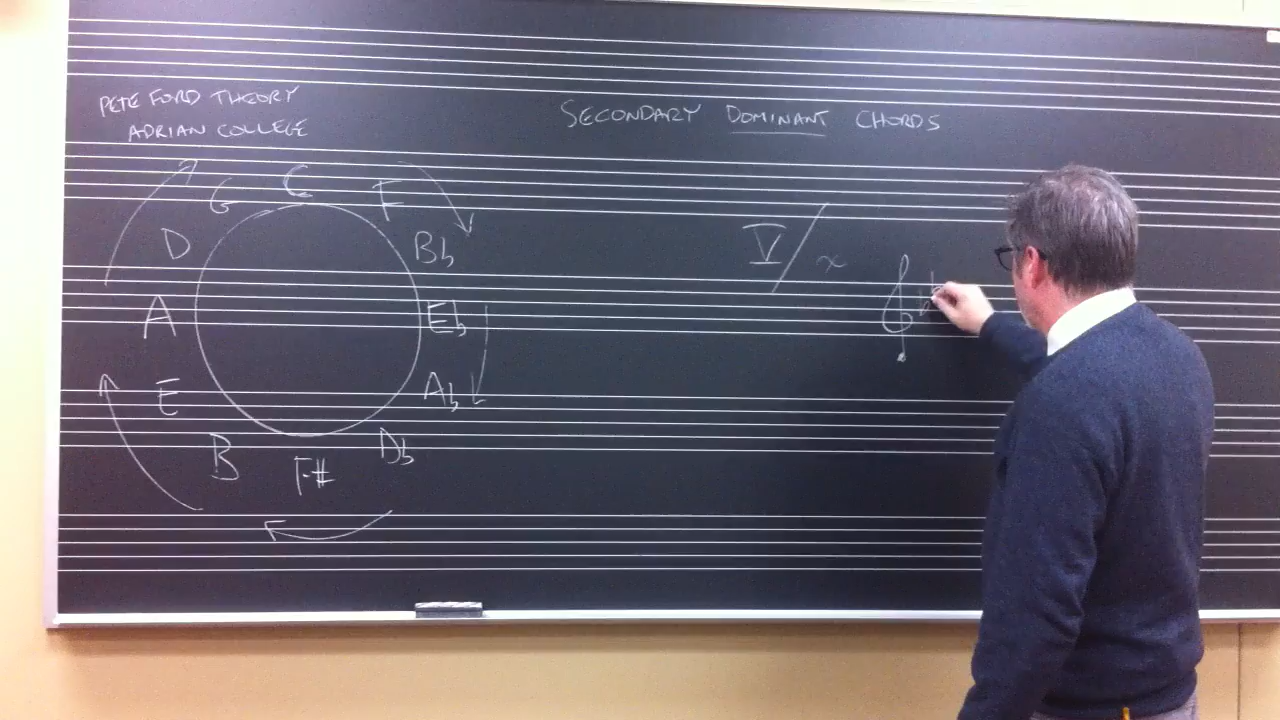 PETE FORD THEORY
ADRIAN COLLEGE
SECONDARY DOMINANT CHORDS
C
G F
D Bb
A Eb
E Ab
B Db
F#
V/x